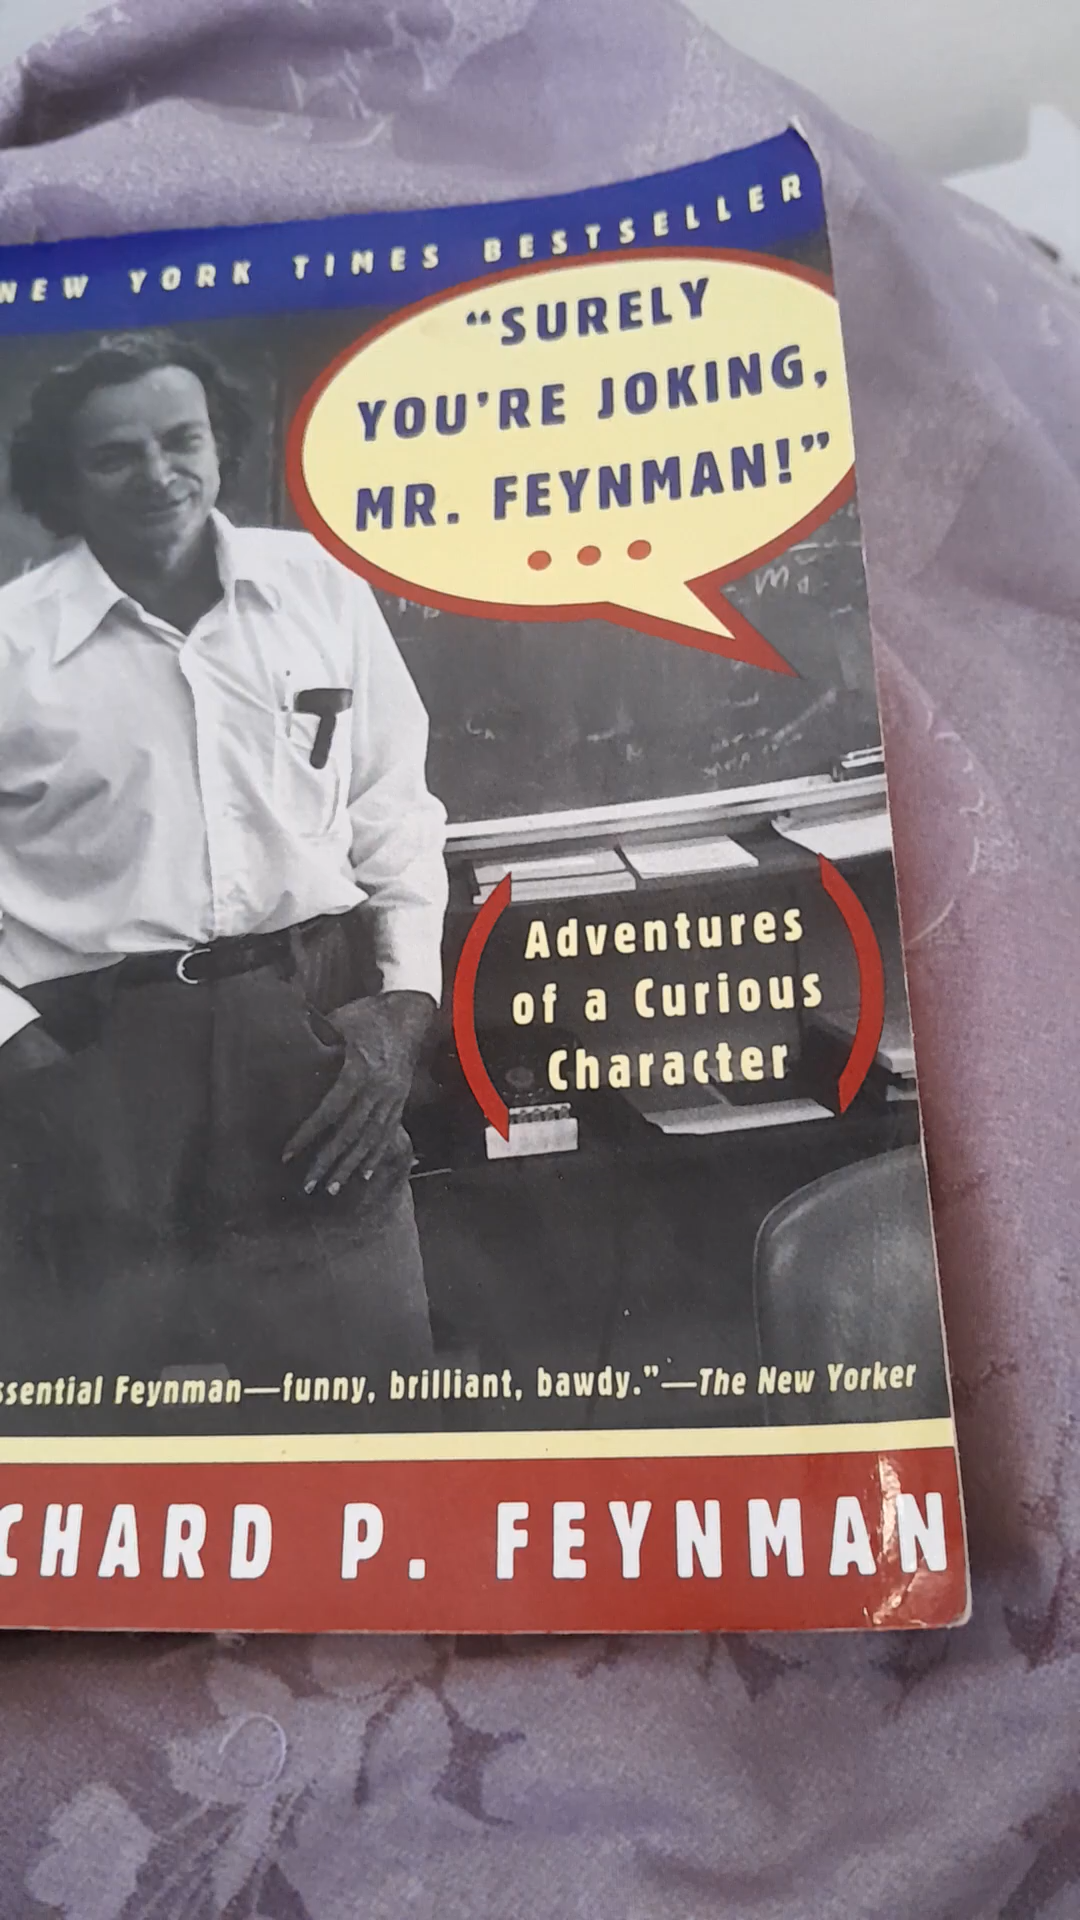 NEW YORK TIMES BESTSELLER
“SURELY
YOU'RE JOKING,
MR. FEYNMAN!”
...
(Adventures
of a Curious
Character)
ssential Feynman—funny, brilliant, bawdy.”—The New Yorker
CHARD P. FEYNMAN